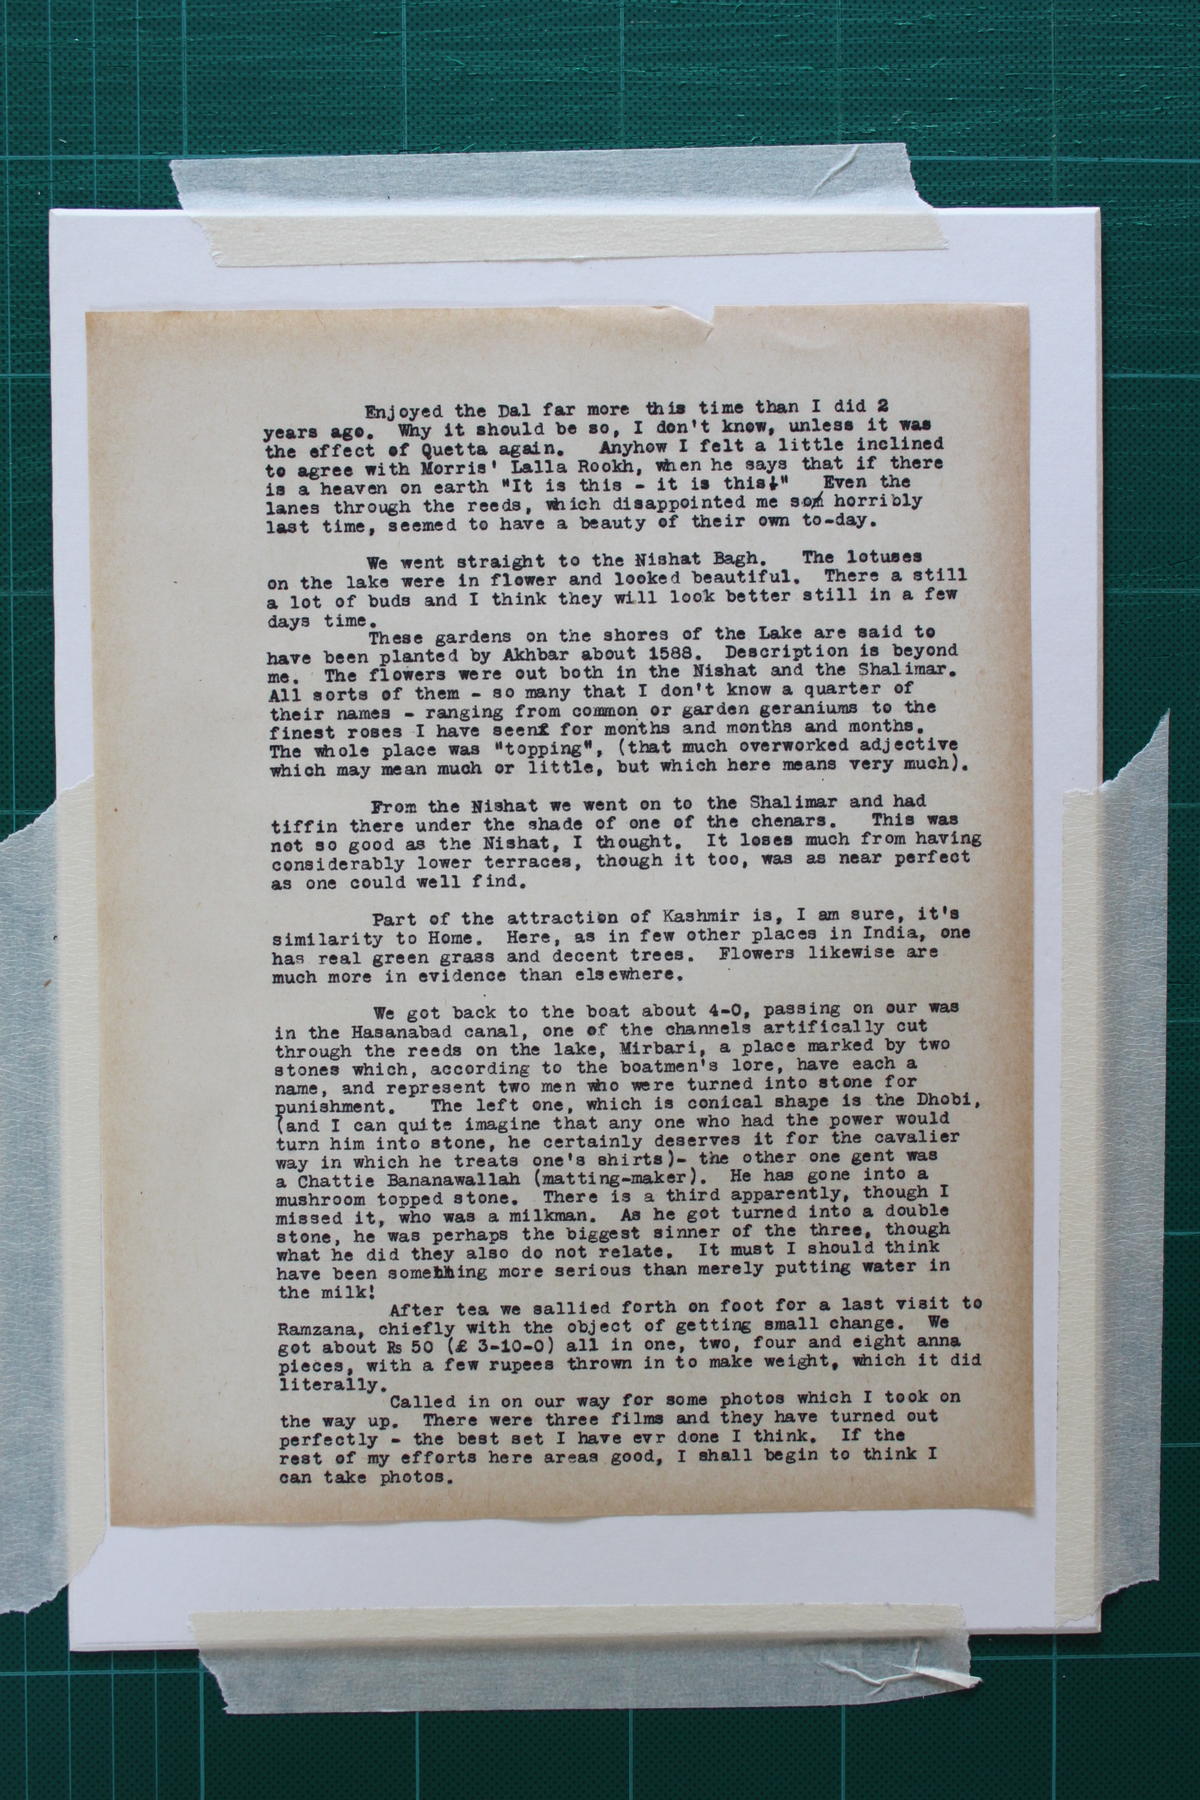 Enjoyed the Dal far more this time than I did 2
years ago. Why it should be so, I don't know, unless it was
the effect of Quetta again. Anyhow I felt a little inclined
to agree with Morris' Lalla Rookh, when he says that if there
is a heaven on earth "It is this - it is this!" Even the
lanes through the reeds, which disappointed me so horribly
last time, seemed to have a beauty of their own to-day.
We went straight to the Nishat Bagh. The lotuses
on the lake were in flower and looked beautiful. There a still
a lot of buds and I think they will look better still in a few
days time.
These gardens on the shores of the Lake are said to
have been planted by Akhbar about 1588. Description is beyond
me. The flowers were out both in the Nishat and the Shalimar.
All sorts of them - so many that I don't know a quarter of
their names - ranging from common or garden geraniums to the
finest roses I have seen for months and months and months.
The whole place was "topping", (that much overworked adjective
which may mean much or little, but which here means very much).
From the Nishat we went on to the Shalimar and had
tiffin there under the shade of one of the chenars. This was
not so good as the Nishat, I thought. It loses much from having
considerably lower terraces, though it too, was as near perfect
as one could well find.
Part of the attraction of Kashmir is, I am sure, it's
similarity to Home. Here, as in few other places in India, one
has real green grass and decent trees. Flowers likewise are
much more in evidence than elsewhere.
We got back to the boat about 4-0, passing on our was
in the Hasanabad canal, one of the channels artifically cut
through the reeds on the lake, Mirbari, a place marked by two
stones which, according to the boatmen's lore, have each a
name, and represent two men who were turned into stone for
punishment. The left one, which is conical shape is the Dhobi,
(and I can quite imagine that any one who had the power would
turn him into stone, he certainly deserves it for the cavalier
way in which he treats one's shirts)- the other one gent was
a Chattie Bananawallah (matting-maker). He has gone into a
mushroom topped stone. There is a third apparently, though I
missed it, who was a milkman. As he got turned into a double
stone, he was perhaps the biggest sinner of the three, though
what he did they also do not relate. It must I should think
have been something more serious than merely putting water in
the milk!
After tea we sallied forth on foot for a last visit to
Ramzana, chiefly with the object of getting small change. We
got about Rs 50 (£ 3-10-0) all in one, two, four and eight anna
pieces, with a few rupees thrown in to make weight, which it did
literally.
Called in on our way for some photos which I took on
the way up. There were three films and they have turned out
perfectly - the best set I have evr done I think. If the
rest of my efforts here areas good, I shall begin to think I
can take photos.